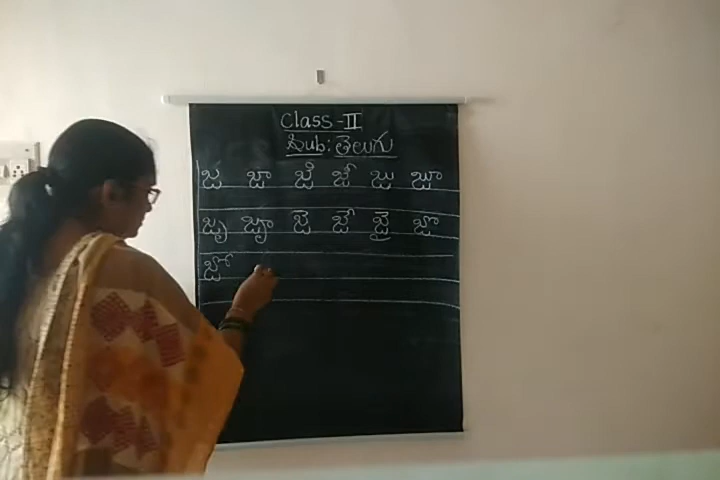 Class-II
Sub: తెలుగు
జ జా జి జీ జు జూ
జృ జౄ జె జే జై జొ
జో